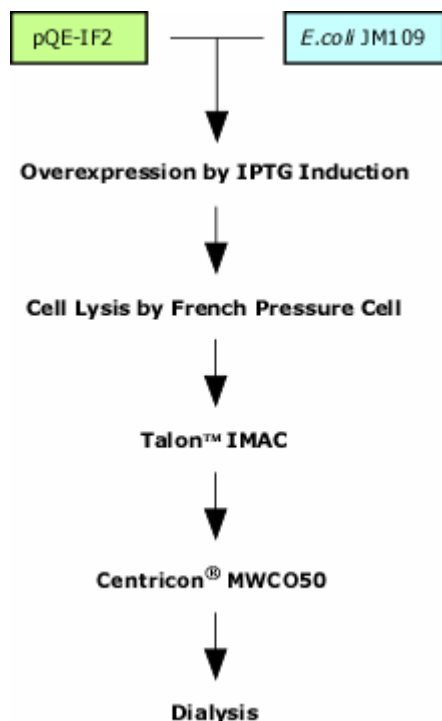 pQE-IF2
E.coli JM109
Overexpression by IPTG Induction
Cell Lysis by French Pressure Cell
Talon™ IMAC
Centricon® MWCO50
Dialysis